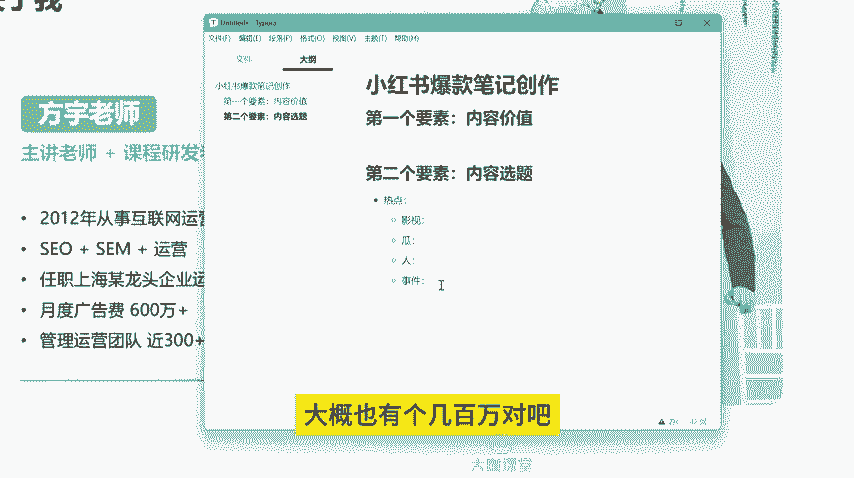 Untitled• - Typora
文件(F) 编辑(E) 段落(P) 格式(O) 视图(V) 主题(T) 帮助(H)
文件
大纲
小红书爆款笔记创作
第一个要素：内容价值
第二个要素：内容选题
小红书爆款笔记创作
第一个要素：内容价值
第二个要素：内容选题
热点：
影视：
瓜：
人：
事件：
方宇老师
主讲老师 + 课程研发
• 2012年从事互联网运营
• SEO + SEM + 运营
• 任职上海某龙头企业运
• 月度广告费 600万+
• 管理运营团队 近300+
大概也有个几百万对吧
大咖课堂